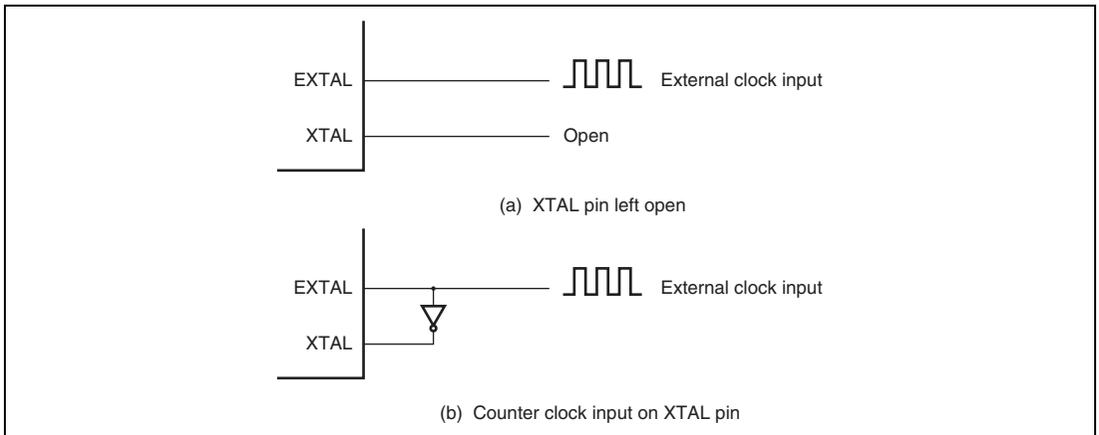 EXTAL
External clock input
XTAL
Open
(a) XTAL pin left open
EXTAL
External clock input
XTAL
(b) Counter clock input on XTAL pin